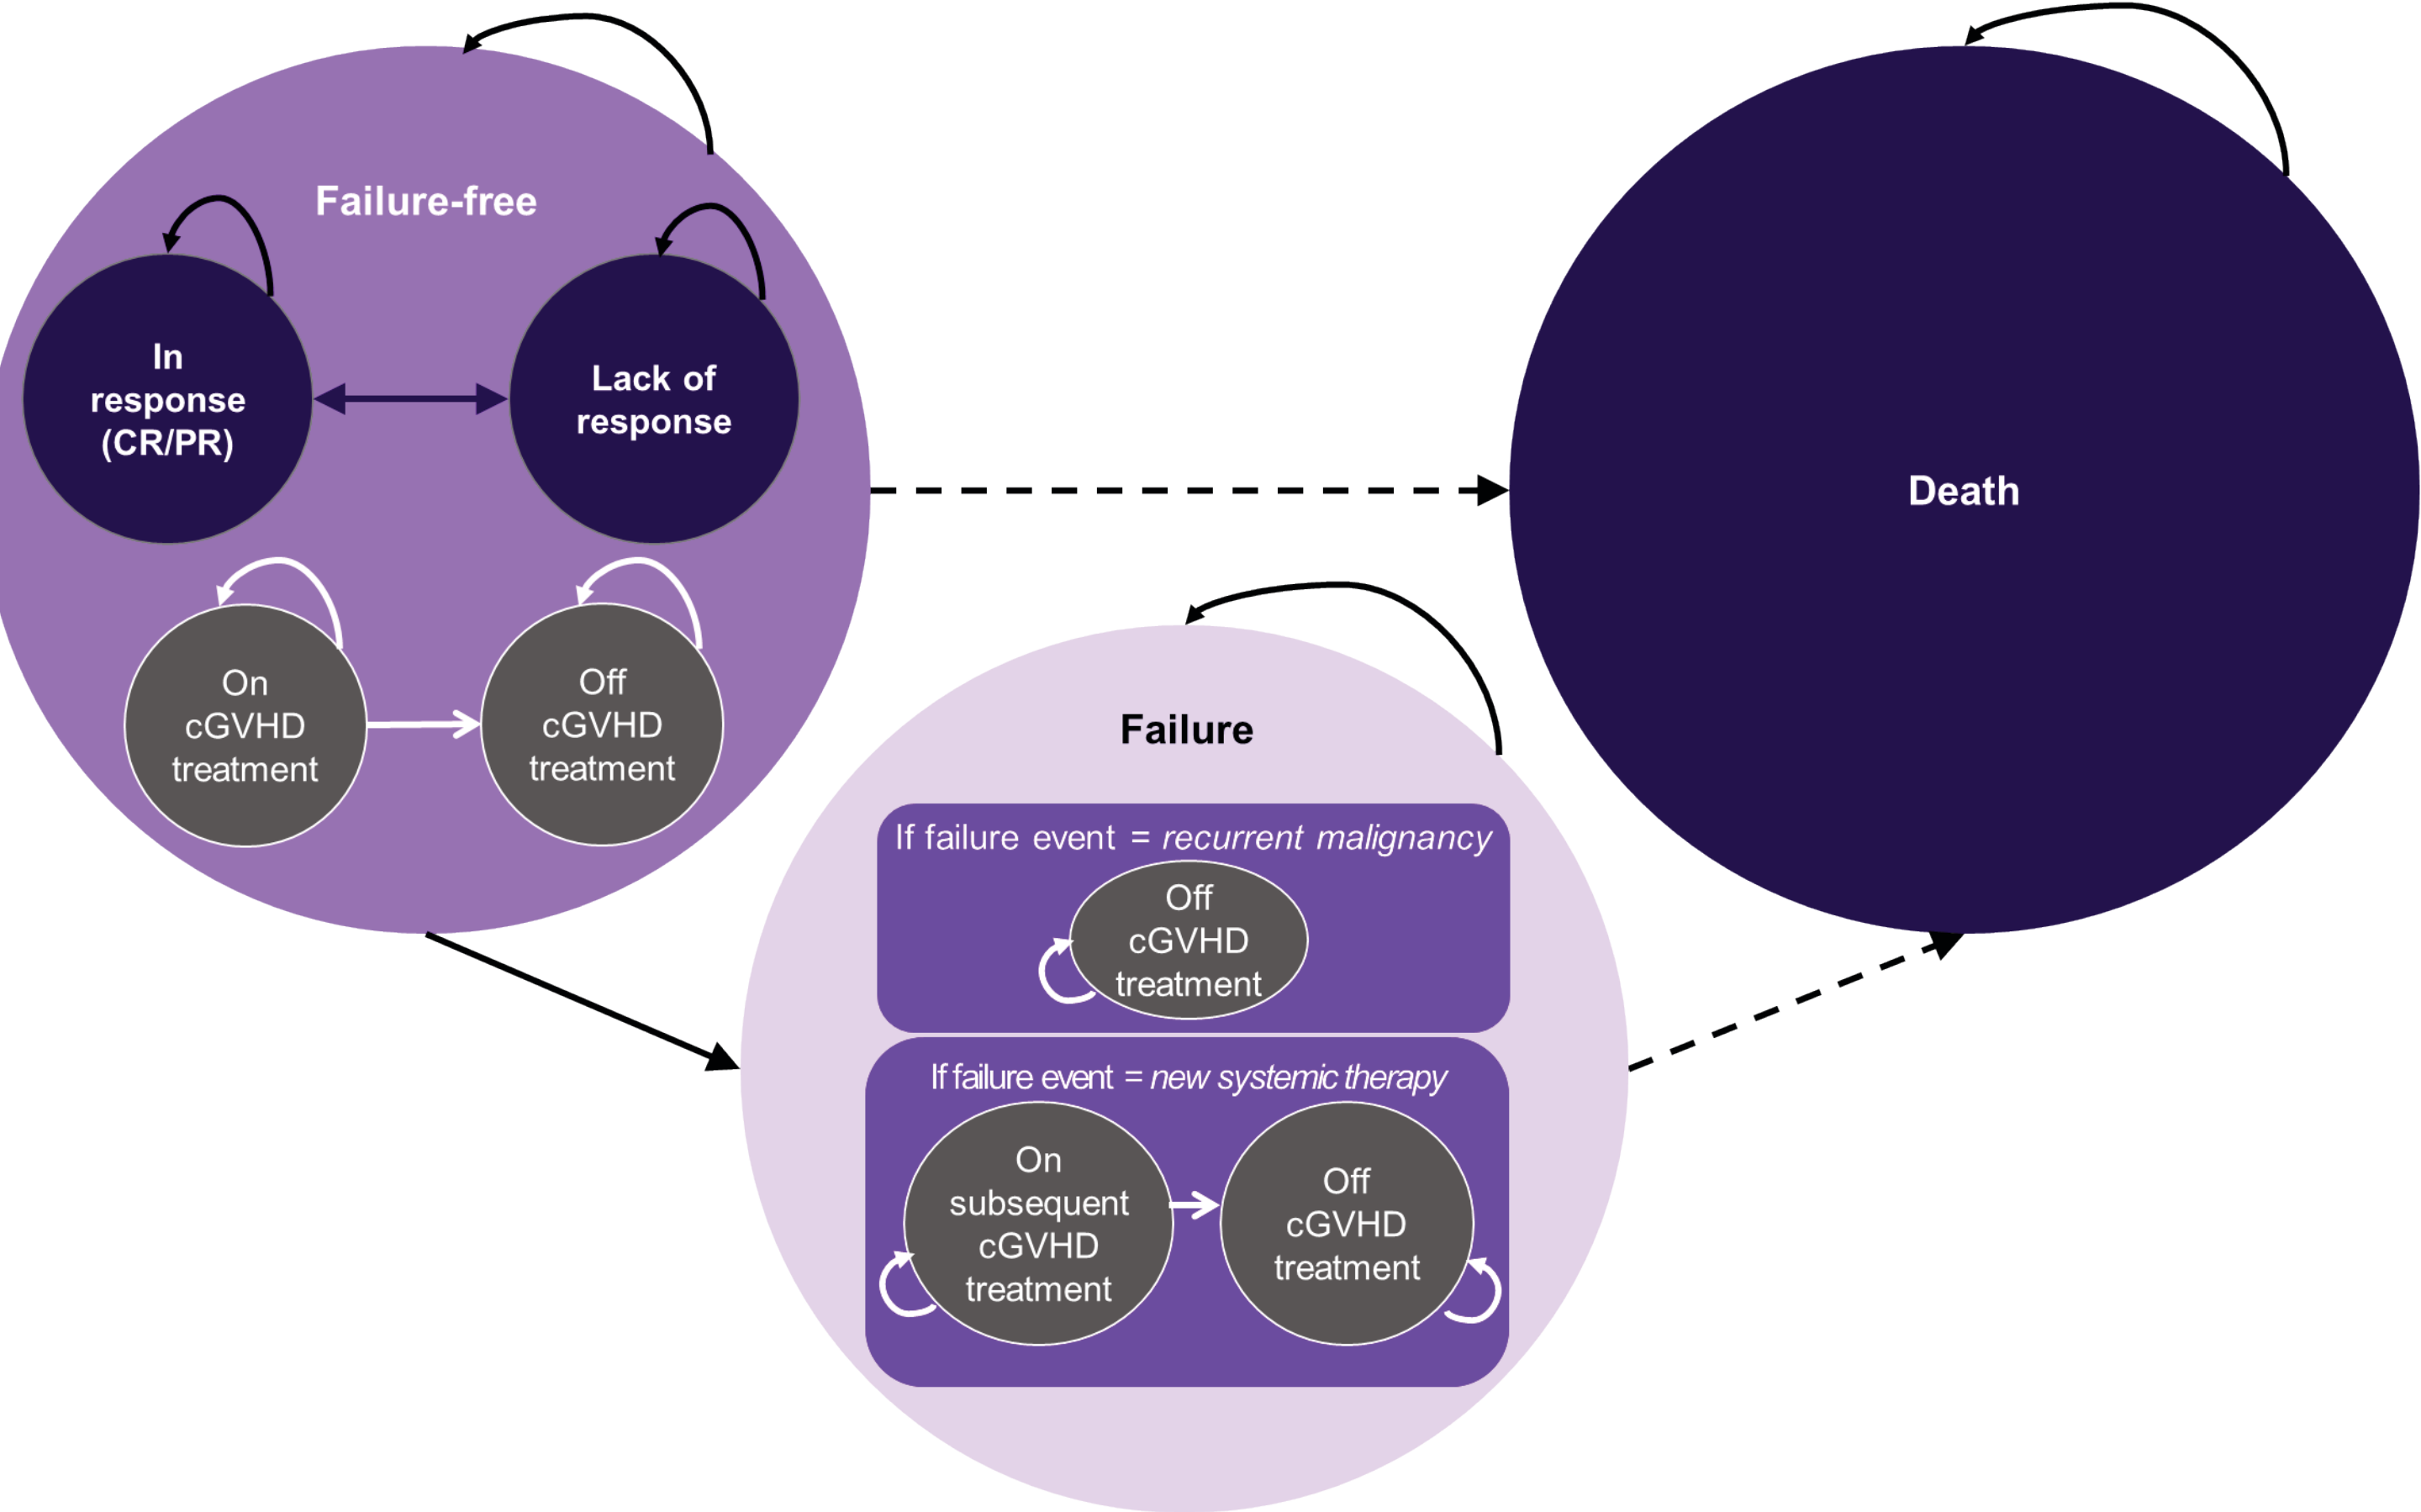 Failure-free
In
response
(CR/PR)
Lack of
response
On
cGVHD
treatment
Off
cGVHD
treatment
Death
Failure
If failure event = recurrent malignancy
Off
cGVHD
treatment
If failure event = new systemic therapy
On
subsequent
cGVHD
treatment
Off
cGVHD
treatment